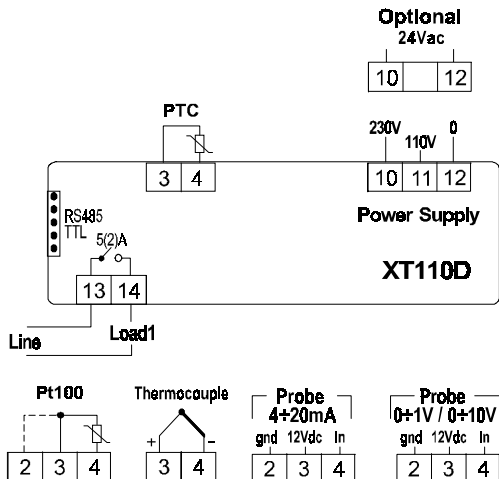 Optional
24Vac
10 12
PTC
230V 110V 0
3 4
10 11 12
RS485
TTL
Power Supply
5(2)A
XT110D
13 14
Line
Load1
Pt100
2 3 4
Thermocouple
+ -
3 4
Probe
4÷20mA
gnd 12Vdc In
2 3 4
Probe
0÷1V / 0÷10V
gnd 12Vdc In
2 3 4